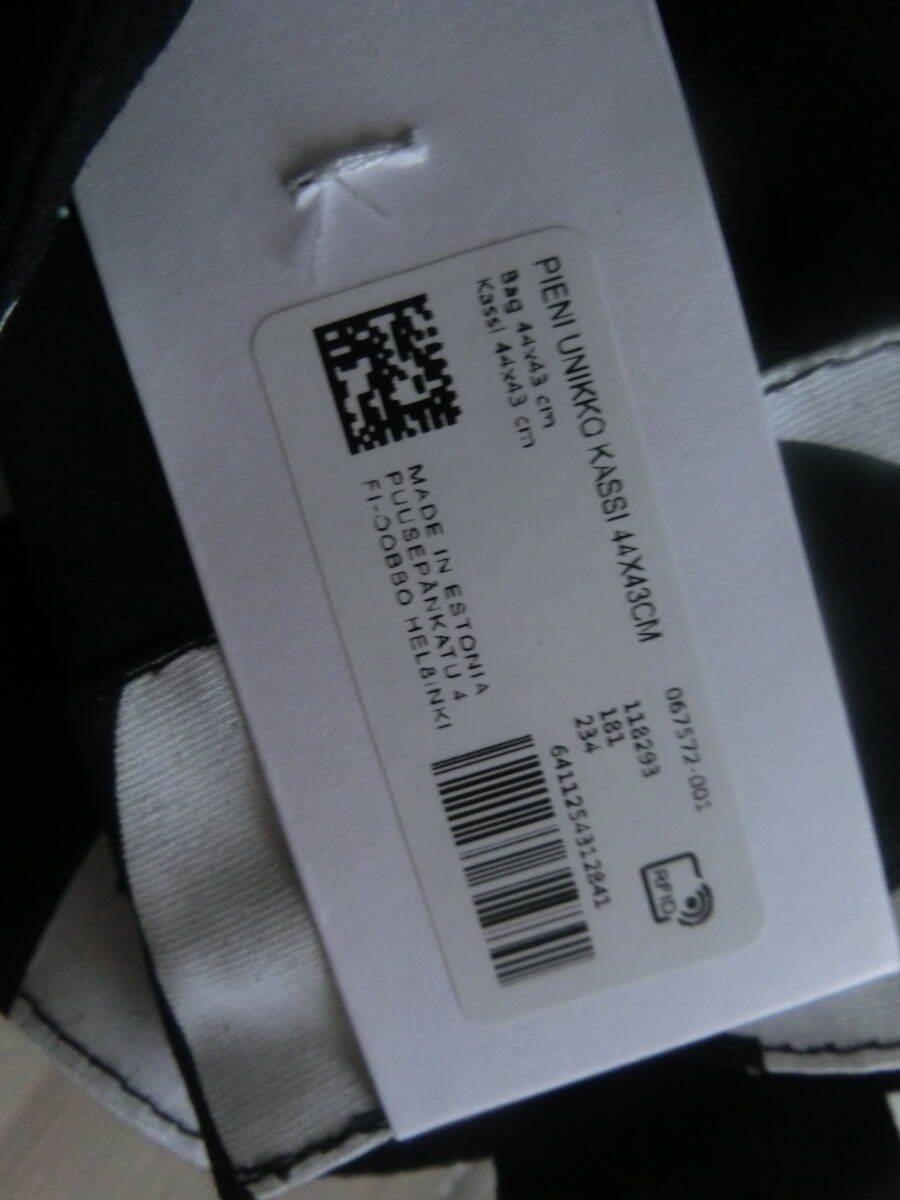 PIENI UNIKKO KASSI 44X43CM
Bag 44x43 cm
Kassi 44x43 cm
067572-001
118293
181
234
MADE IN ESTONIA
PUUSEPÄNKATU 4
FI-00880 HELSINKI
6411254312841
RFID